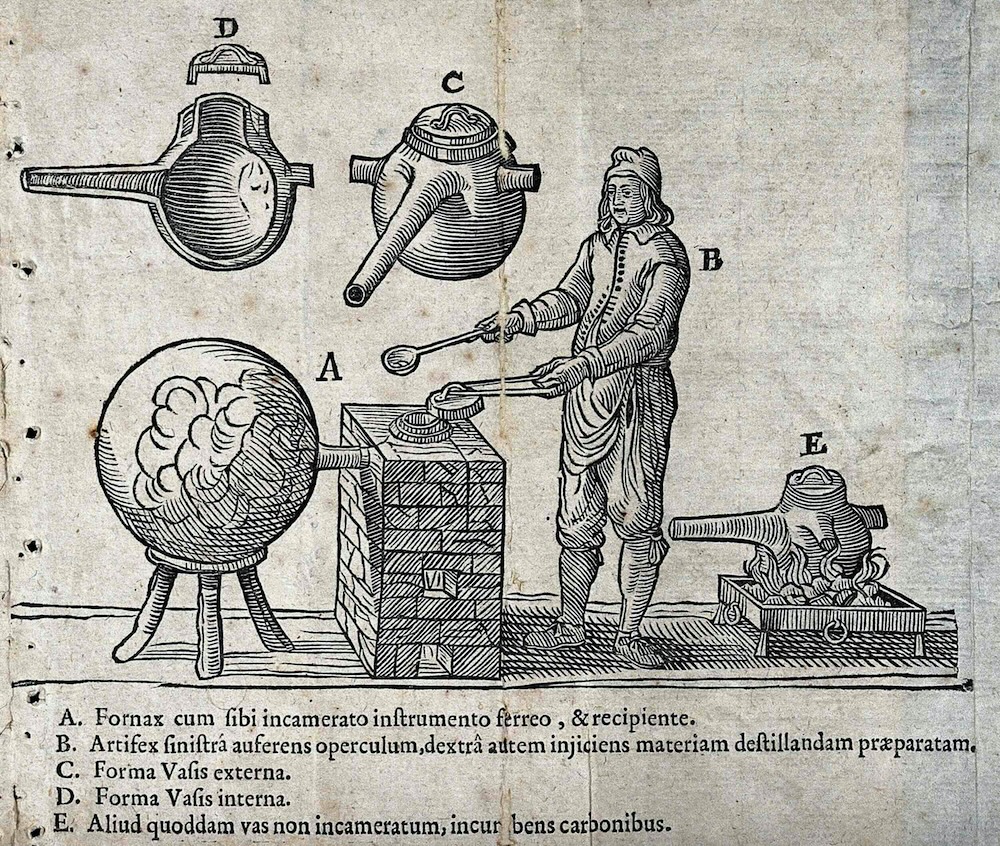 D
C
B
A
E
A. Fornax cum ſibi incamerato inſtrumento ferreo, & recipiente.
B. Artifex ſiniſtrâ auferens operculum, dextrâ autem injiciens materiam deſtillandam præparatam.
C. Forma Vaſis externa.
D. Forma Vaſis interna.
E. Aliud quoddam vas non incameratum, incumbens carbonibus.